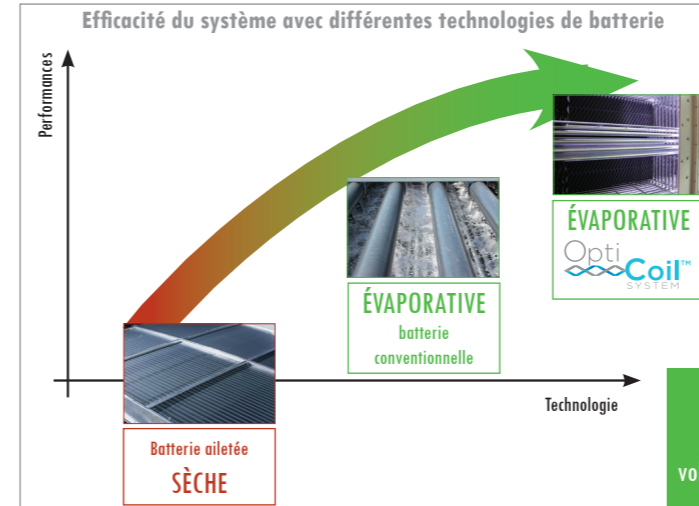 Efficacité du système avec différentes technologies de batterie
Performances
ÉVAPORATIVE
Opti
Coil™
SYSTEM
ÉVAPORATIVE
batterie
conventionnelle
Technologie
Batterie ailetée
SÈCHE
VO